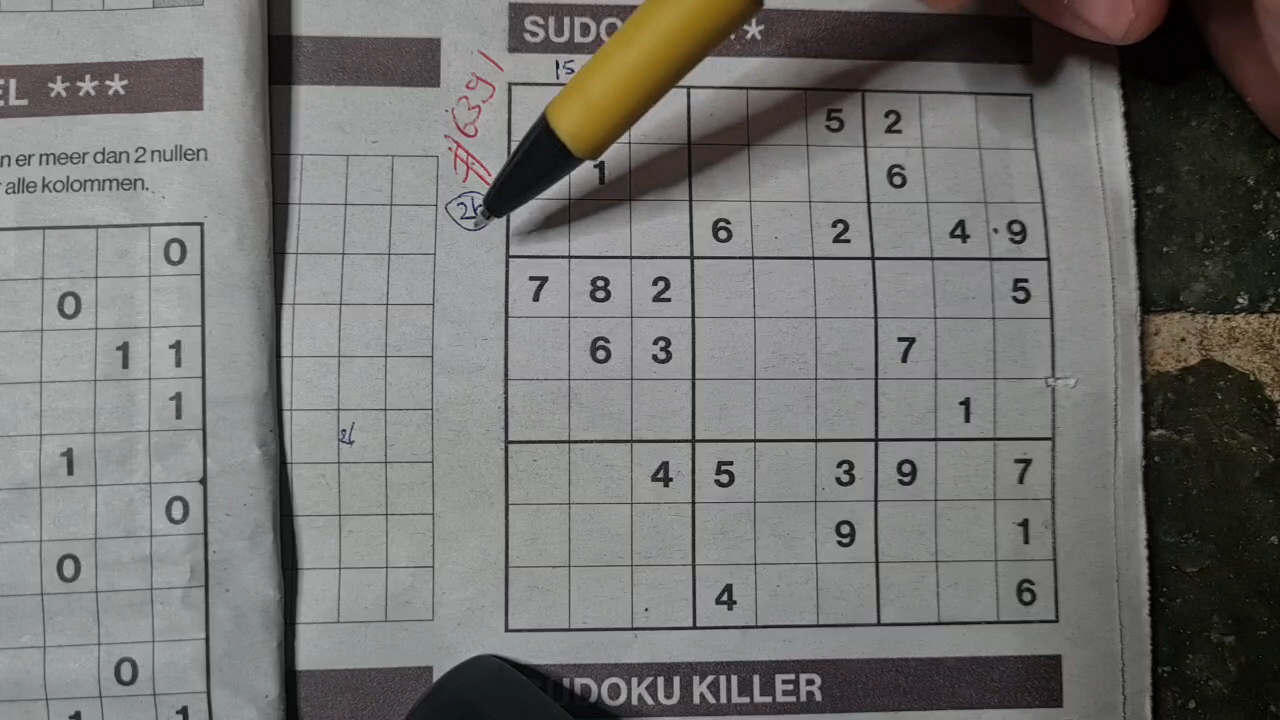 EL ***
n er meer dan 2 nullen
alle kolommen.
0
0
1 1
1
1
0
0
0
1 1
#6391
15
SUDO *
5 2
1 6
6 2 4 9
7 8 2 5
6 3 7
1
4 5 3 9 7
9 1
4 6
UDOKU KILLER